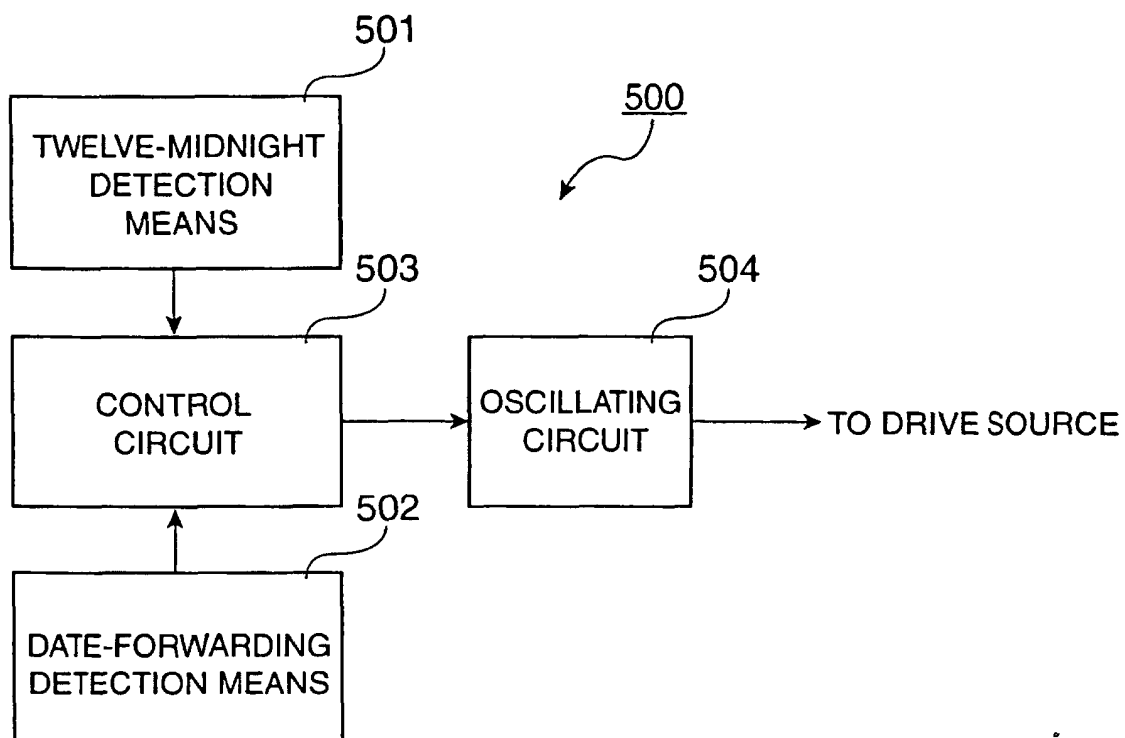 501
TWELVE-MIDNIGHT
DETECTION
MEANS
500
503
CONTROL
CIRCUIT
504
OSCILLATING
CIRCUIT
TO DRIVE SOURCE
502
DATE-FORWARDING
DETECTION MEANS